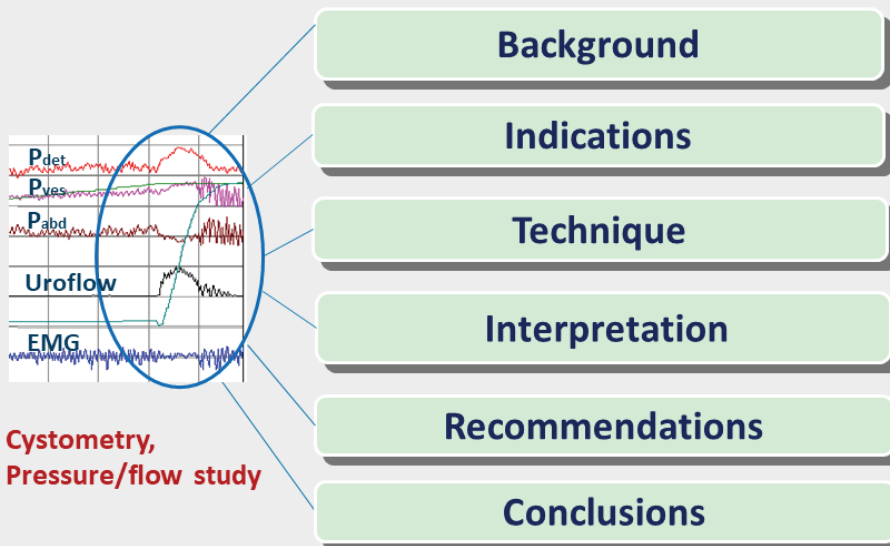 Background
Indications
Technique
Interpretation
Recommendations
Conclusions
Pdet
Pves
Pabd
Uroflow
EMG
Cystometry,
Pressure/flow study